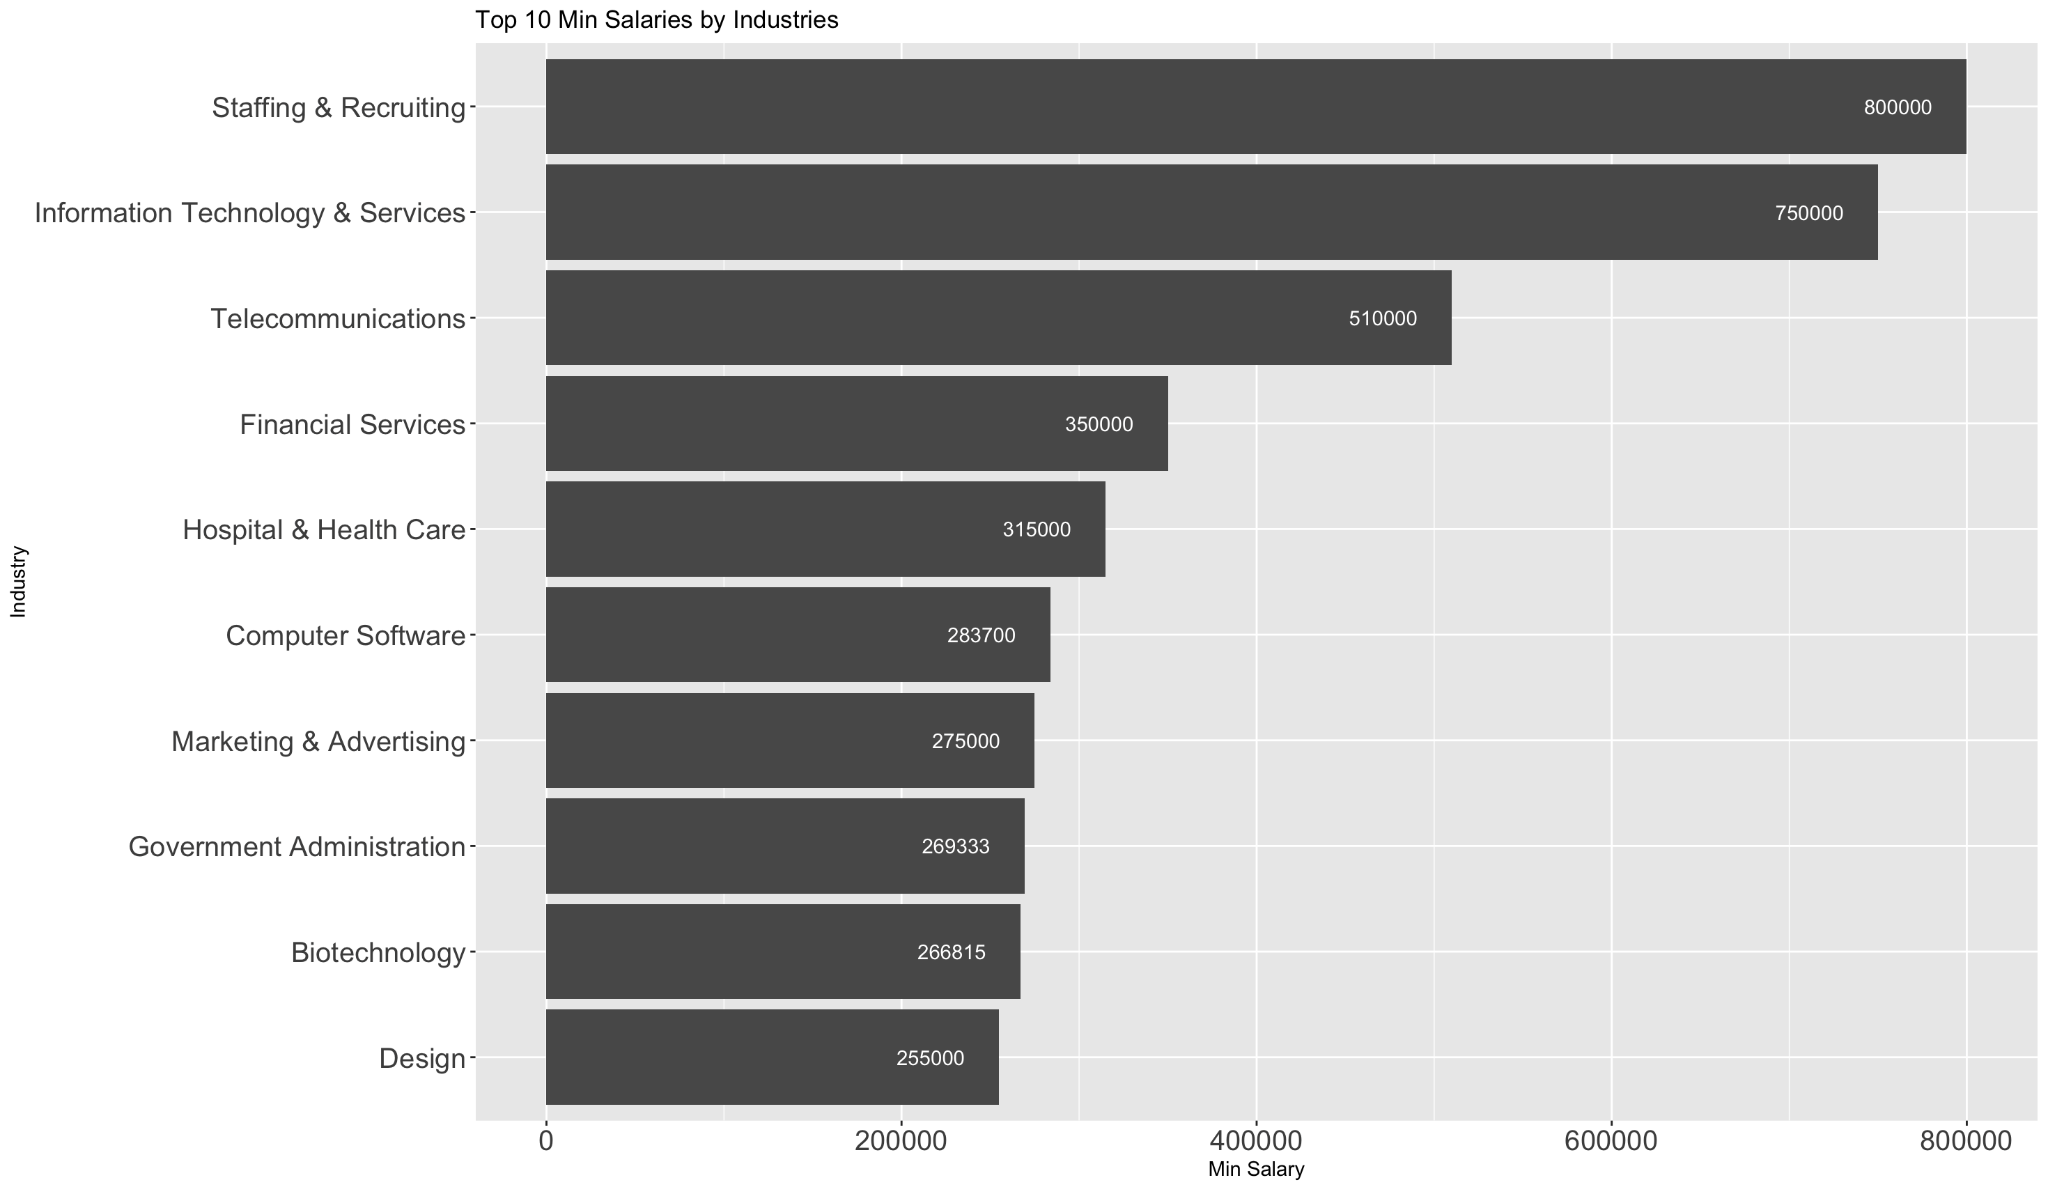 Top 10 Min Salaries by Industries
Staffing & Recruiting 800000
Information Technology & Services 750000
Telecommunications 510000
Financial Services 350000
Hospital & Health Care 315000
Computer Software 283700
Marketing & Advertising 275000
Government Administration 269333
Biotechnology 266815
Design 255000
0 200000 400000 600000 800000
Min Salary
Industry